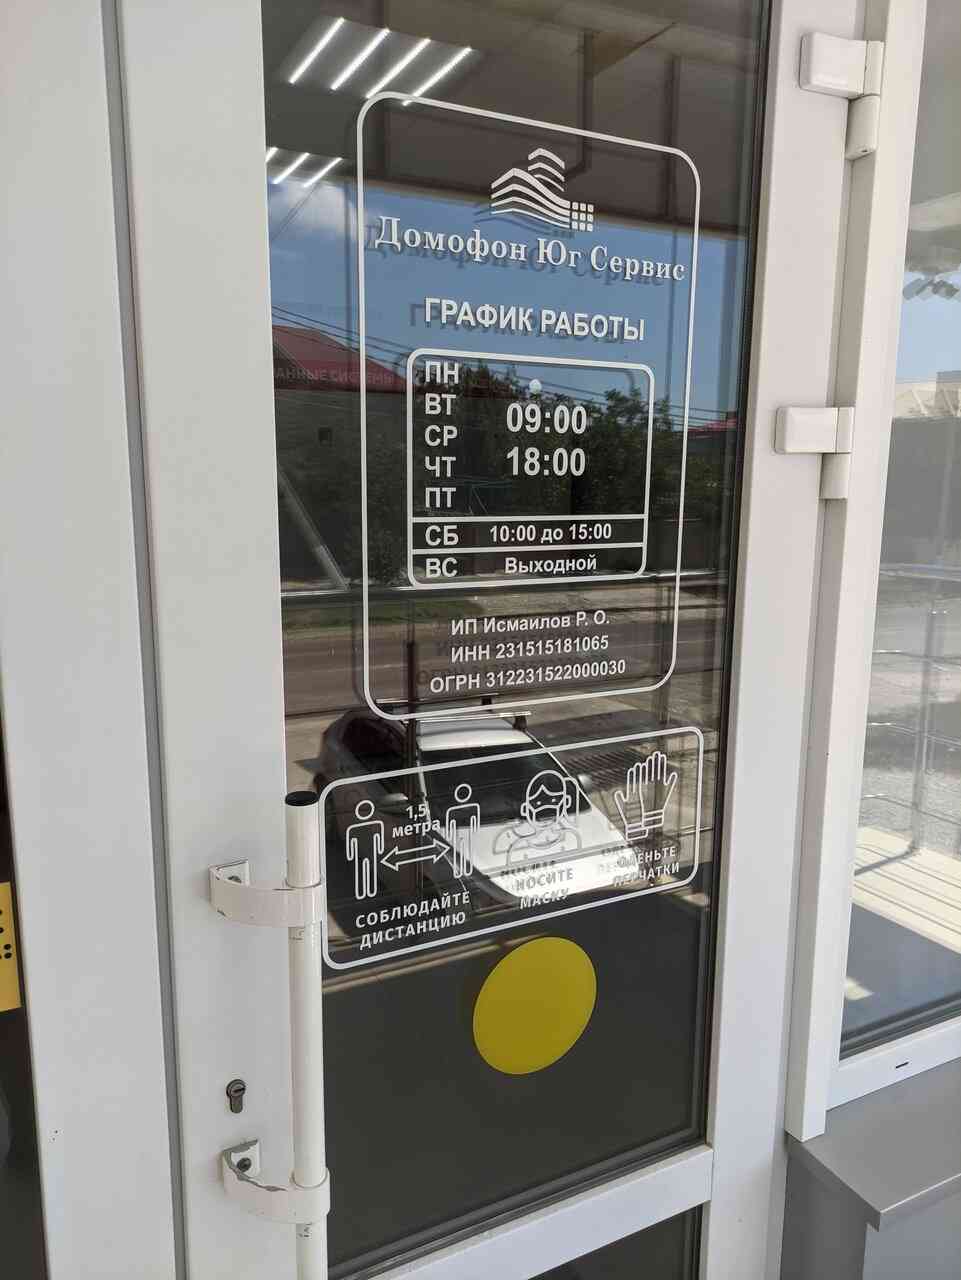 Домофон Юг Сервис
ГРАФИК РАБОТЫ
ПН
ВТ
СР
ЧТ
ПТ
09:00
18:00
СБ 10:00 до 15:00
ВС Выходной
ИП Исмаилов Р. О.
ИНН 231515181065
ОГРН 312231522000030
1,5
метра
СОБЛЮДАЙТЕ
ДИСТАНЦИЮ
НОСИТЕ
МАСКУ
ПЕРЧАТКИ